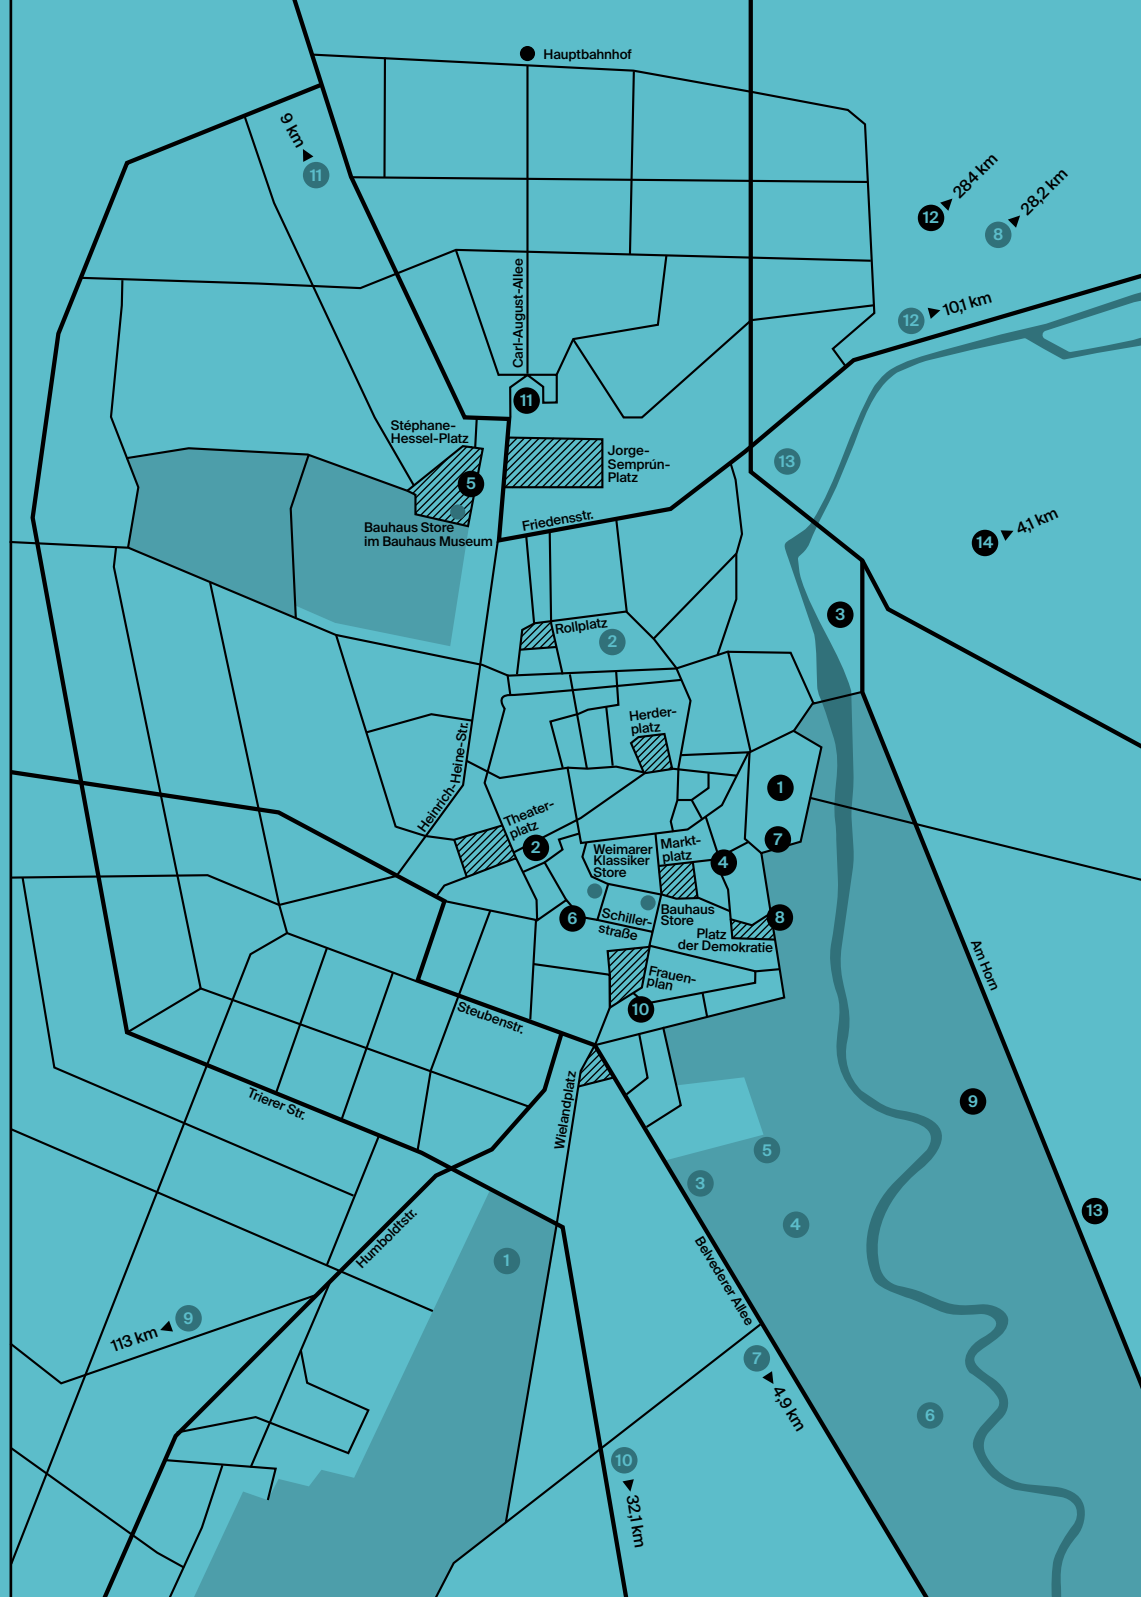 Hauptbahnhof
9 km
11
12
284 km
8
28,2 km
12
10,1 km
Carl-August-Allee
11
Stéphane-
Hessel-Platz
5
Jorge-
Semprún-
Platz
13
Bauhaus Store
im Bauhaus Museum
Friedensstr.
14
4,1 km
3
Rollplatz
2
Herder-
platz
Heinrich-Heine-Str.
1
Theater-
platz
2
7
Weimarer
Klassiker
Store
Markt-
platz
4
6
Schiller-
straße
Bauhaus
Store
8
Platz
der Demokratie
Frauen-
plan
10
Am Horn
Steubenstr.
Trierer Str.
Wielandplatz
9
5
3
4
13
Humboldtstr.
1
Belvederer Allee
113 km
9
7
4,9 km
6
10
32,1 km